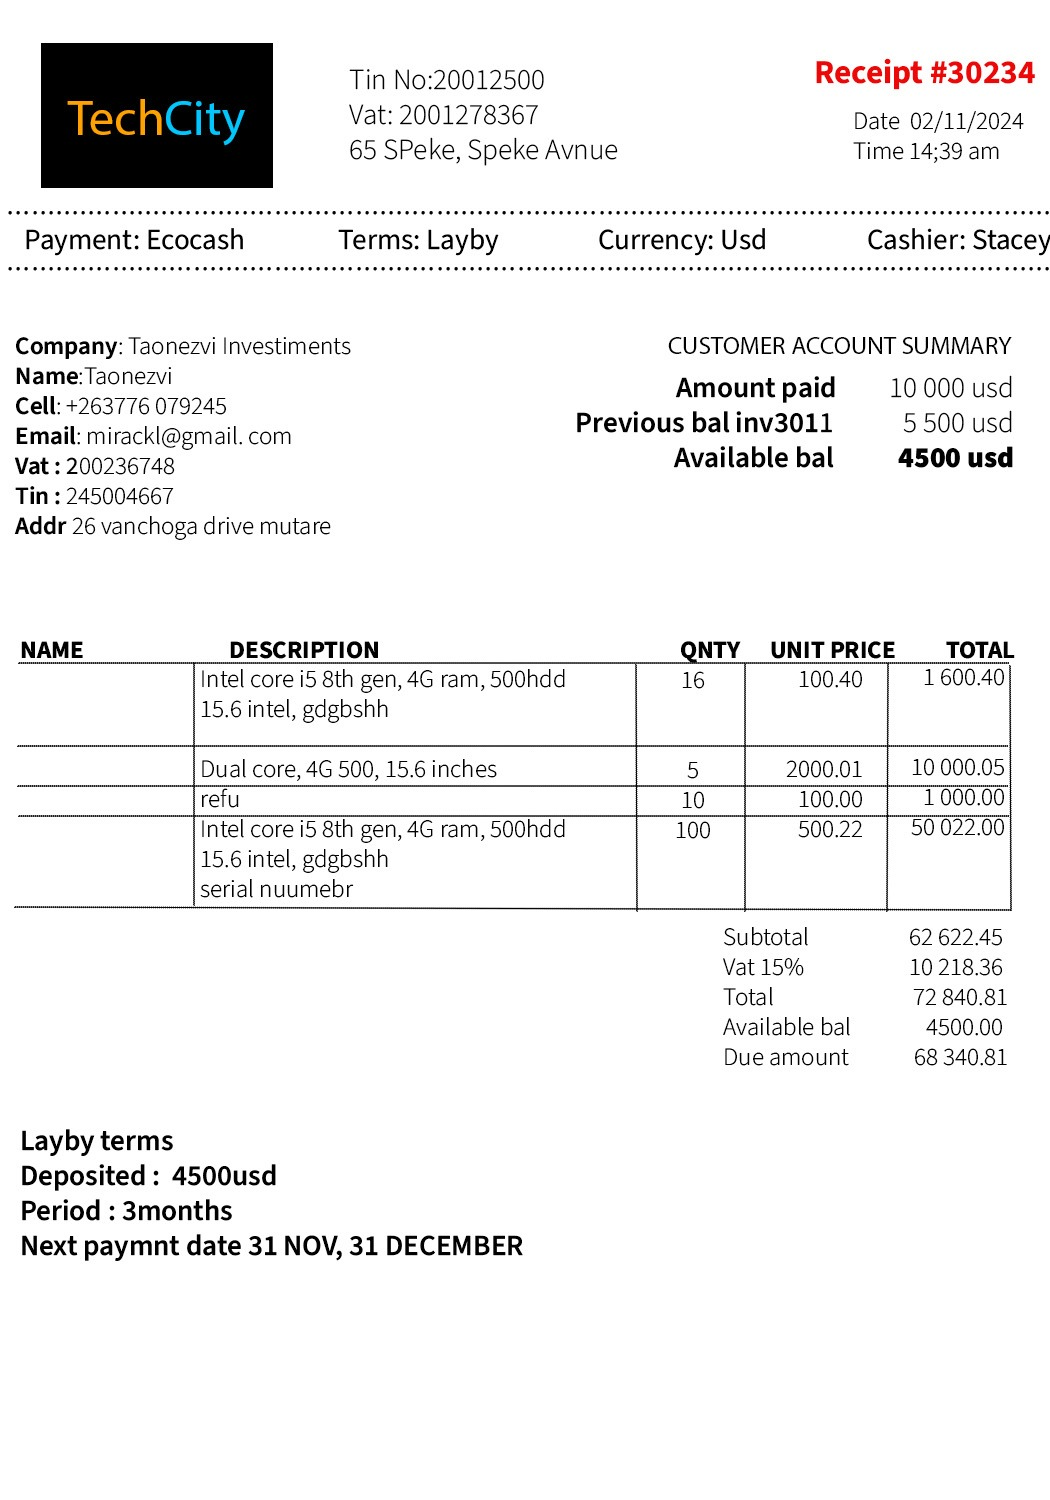 TechCity
Tin No:20012500
Vat: 2001278367
65 SPeke, Speke Avnue
Receipt #30234
Date 02/11/2024
Time 14;39 am
Payment: Ecocash Terms: Layby Currency: Usd Cashier: Stacey
Company: Taonezvi Investiments
Name:Taonezvi
Cell: +263776 079245
Email: mirackl@gmail. com
Vat : 200236748
Tin : 245004667
Addr 26 vanchoga drive mutare
CUSTOMER ACCOUNT SUMMARY
Amount paid 10 000 usd
Previous bal inv3011 5 500 usd
Available bal 4500 usd
NAME DESCRIPTION QNTY UNIT PRICE TOTAL
Intel core i5 8th gen, 4G ram, 500hdd 16 100.40 1 600.40
15.6 intel, gdgbshh
Dual core, 4G 500, 15.6 inches 5 2000.01 10 000.05
refu 10 100.00 1 000.00
Intel core i5 8th gen, 4G ram, 500hdd 100 500.22 50 022.00
15.6 intel, gdgbshh
serial nuumebr
Subtotal 62 622.45
Vat 15% 10 218.36
Total 72 840.81
Available bal 4500.00
Due amount 68 340.81
Layby terms
Deposited : 4500usd
Period : 3months
Next paymnt date 31 NOV, 31 DECEMBER